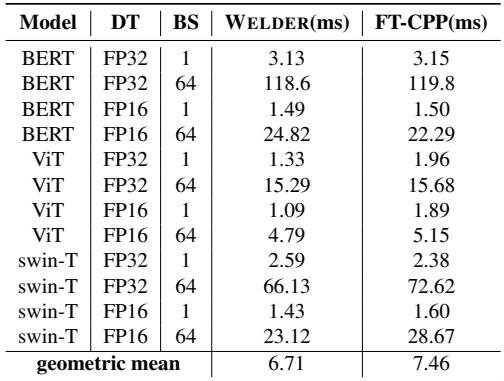 Model DT BS WELDER(ms) FT-CPP(ms)
BERT FP32 1 3.13 3.15
BERT FP32 64 118.6 119.8
BERT FP16 1 1.49 1.50
BERT FP16 64 24.82 22.29
ViT FP32 1 1.33 1.96
ViT FP32 64 15.29 15.68
ViT FP16 1 1.09 1.89
ViT FP16 64 4.79 5.15
swin-T FP32 1 2.59 2.38
swin-T FP32 64 66.13 72.62
swin-T FP16 1 1.43 1.60
swin-T FP16 64 23.12 28.67
geometric mean 6.71 7.46